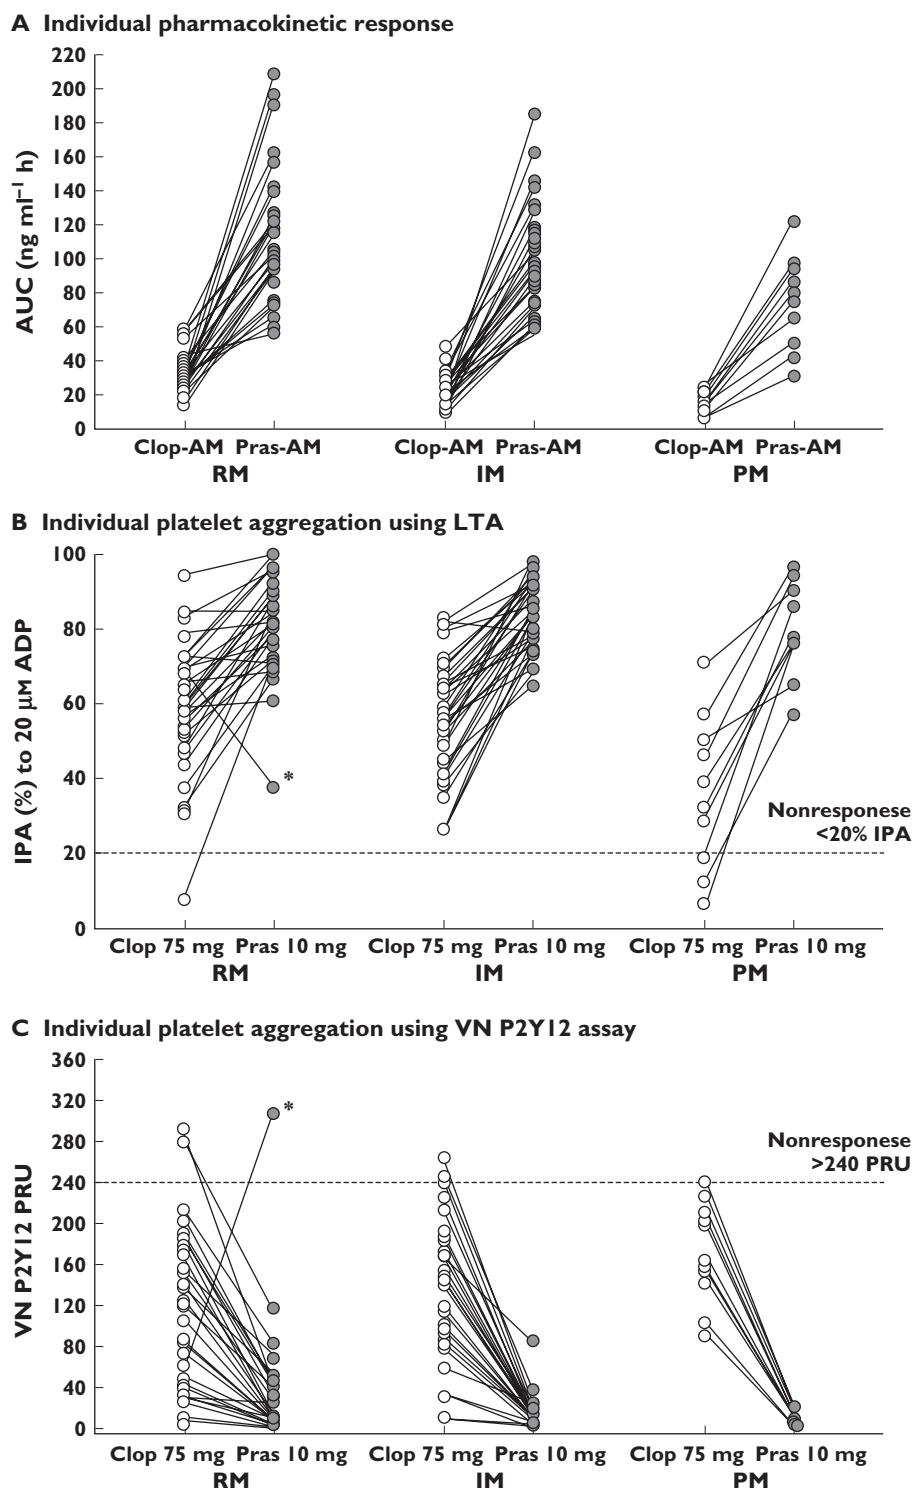 A Individual pharmacokinetic response
220
200
180
160
140
120
100
80
60
40
20
0
AUC (ng ml⁻¹ h)
Clop-AM Pras-AM Clop-AM Pras-AM Clop-AM Pras-AM
RM IM PM
B Individual platelet aggregation using LTA
100
80
60
40
20
0
IPA (%) to 20 μM ADP
*
Nonresponese
<20% IPA
Clop 75 mg Pras 10 mg Clop 75 mg Pras 10 mg Clop 75 mg Pras 10 mg
RM IM PM
C Individual platelet aggregation using VN P2Y12 assay
360
320
280
240
200
160
120
80
40
0
VN P2Y12 PRU
*
Nonresponese
>240 PRU
Clop 75 mg Pras 10 mg Clop 75 mg Pras 10 mg Clop 75 mg Pras 10 mg
RM IM PM